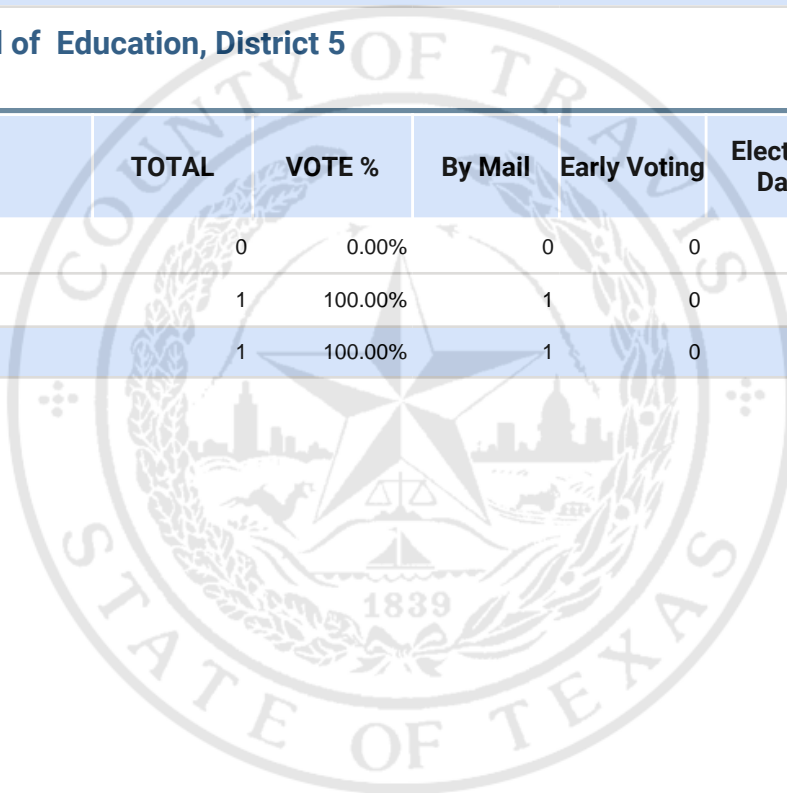 of Education, District 5
TOTAL VOTE % By Mail Early Voting Elect
Da
0 0.00% 0 0
1 100.00% 1 0
1 100.00% 1 0
COUNTY OF TRAVIS
1839
STATE OF TEXAS